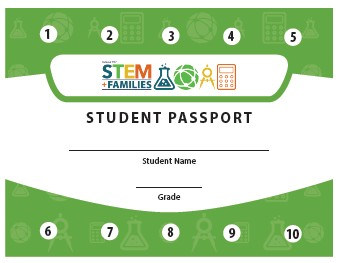 1 2 3 4 5
STEM
+FAMILIES
STUDENT PASSPORT
Student Name
Grade
6 7 8 9 10